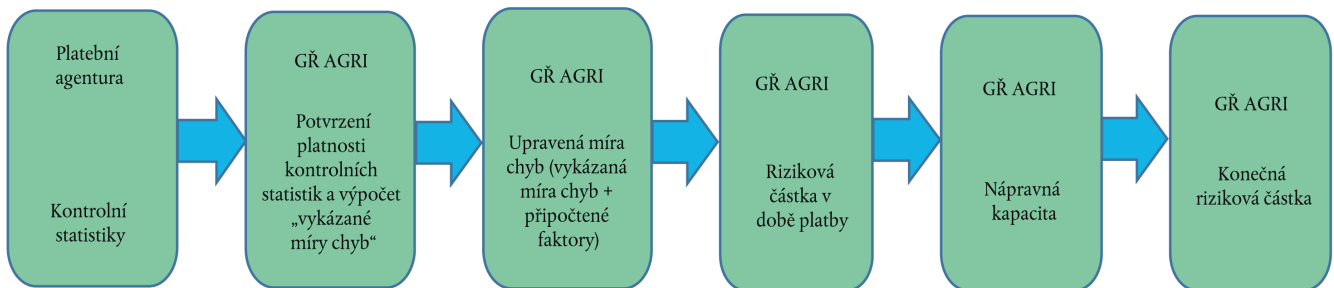 Platební
agentura
Kontrolní
statistiky
GŘ AGRI
Potvrzení
platnosti
kontrolních
statistik a výpočet
„vykázané
míry chyb“
GŘ AGRI
Upravená míra
chyb (vykázaná
míra chyb +
připočtené
faktory)
GŘ AGRI
Riziková
částka v
době platby
GŘ AGRI
Nápravná
kapacita
GŘ AGRI
Konečná
riziková částka